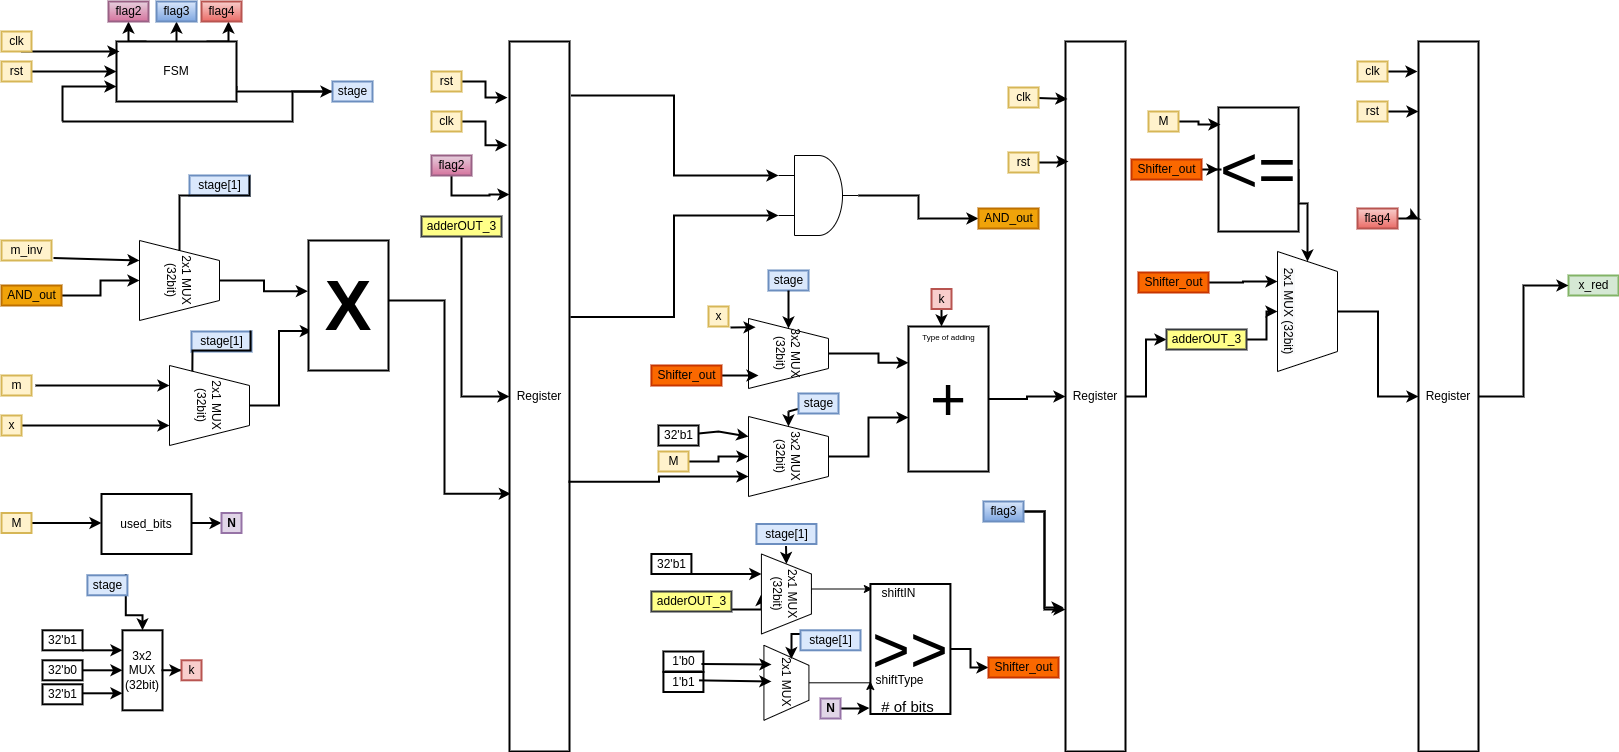 flag2
flag3
flag4
clk
rst
FSM
stage
stage[1]
m_inv
AND_out
2x1 MUX
(32bit)
X
stage[1]
m
x
2x1 MUX
(32bit)
M
used_bits
N
stage
32'b1
32'b0
32'b1
3x2
MUX
(32bit)
k
rst
clk
flag2
adderOUT_3
Register
AND_out
stage
x
Shifter_out
3x2 MUX
(32bit)
k
Type of adding
+
stage
32'b1
M
3x2 MUX
(32bit)
stage[1]
32'b1
adderOUT_3
2x1 MUX
(32bit)
stage[1]
1'b0
1'b1
2x1 MUX
N
shiftIN
>>
shiftType
# of bits
Shifter_out
clk
rst
flag3
Register
M
Shifter_out
<=
Shifter_out
adderOUT_3
2x1 MUX (32bit)
clk
rst
flag4
Register
x_red